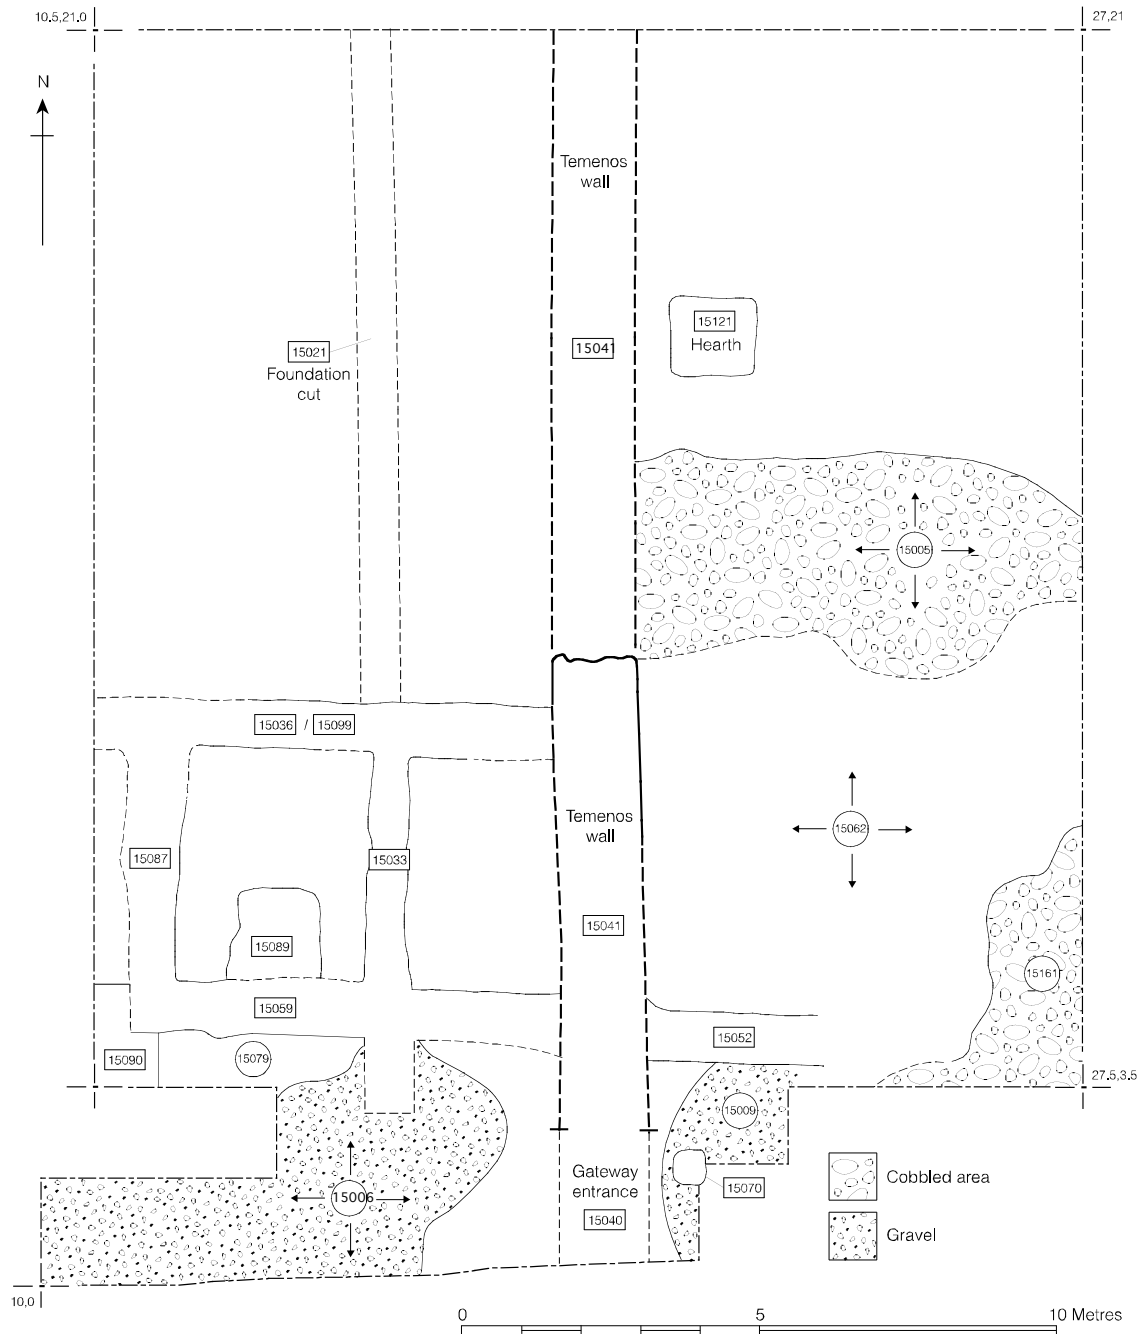 10.5,21.0
27,21
N
Temenos
wall
15121
Hearth
15041
15021
Foundation
cut
15005
15036 / 15099
Temenos
wall
15062
15087
15033
15041
15089
15161
15059
15052
15090
15079
27.5,3.5
15009
Gateway
entrance
15006
15070
15040
Cobbled area
Gravel
10,0
0 5 10 Metres